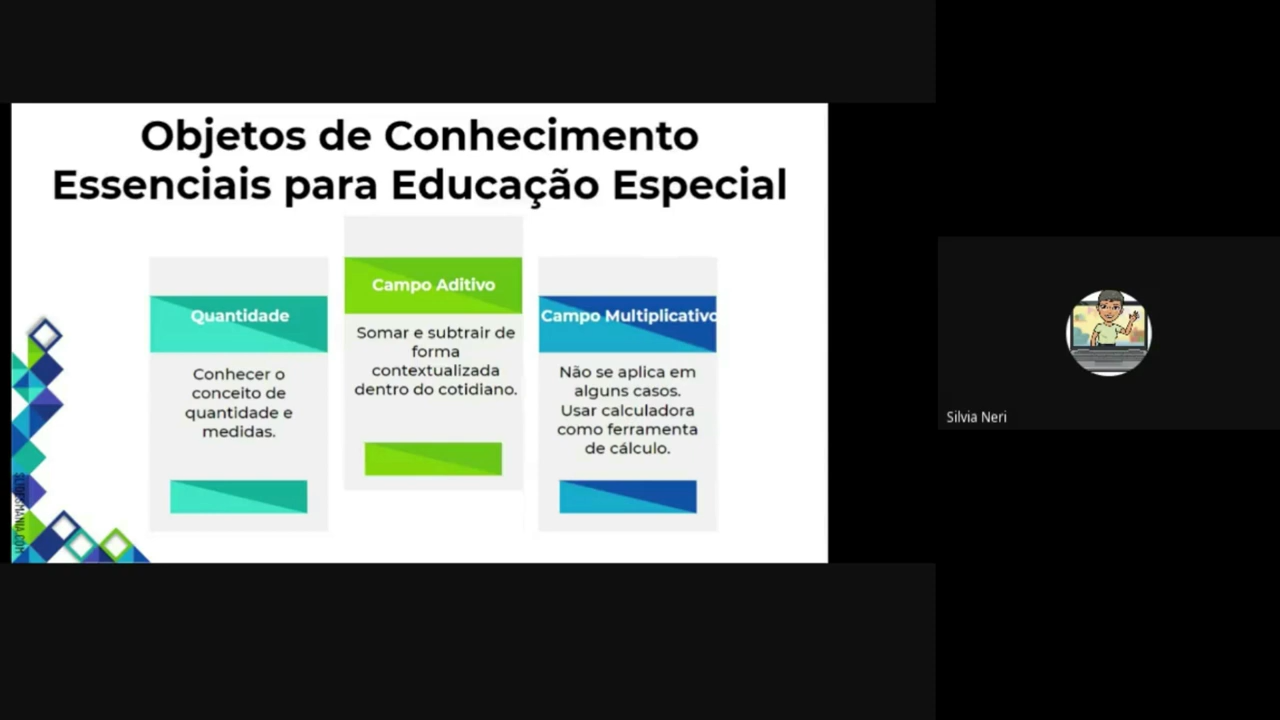 Objetos de Conhecimento
Essenciais para Educação Especial
Quantidade
Conhecer o
conceito de
quantidade e
medidas.
Campo Aditivo
Somar e subtrair de
forma
contextualizada
dentro do cotidiano.
Campo Multiplicativo
Não se aplica em
alguns casos.
Usar calculadora
como ferramenta
de cálculo.
SLIDESMANIA.COM
Silvia Neri